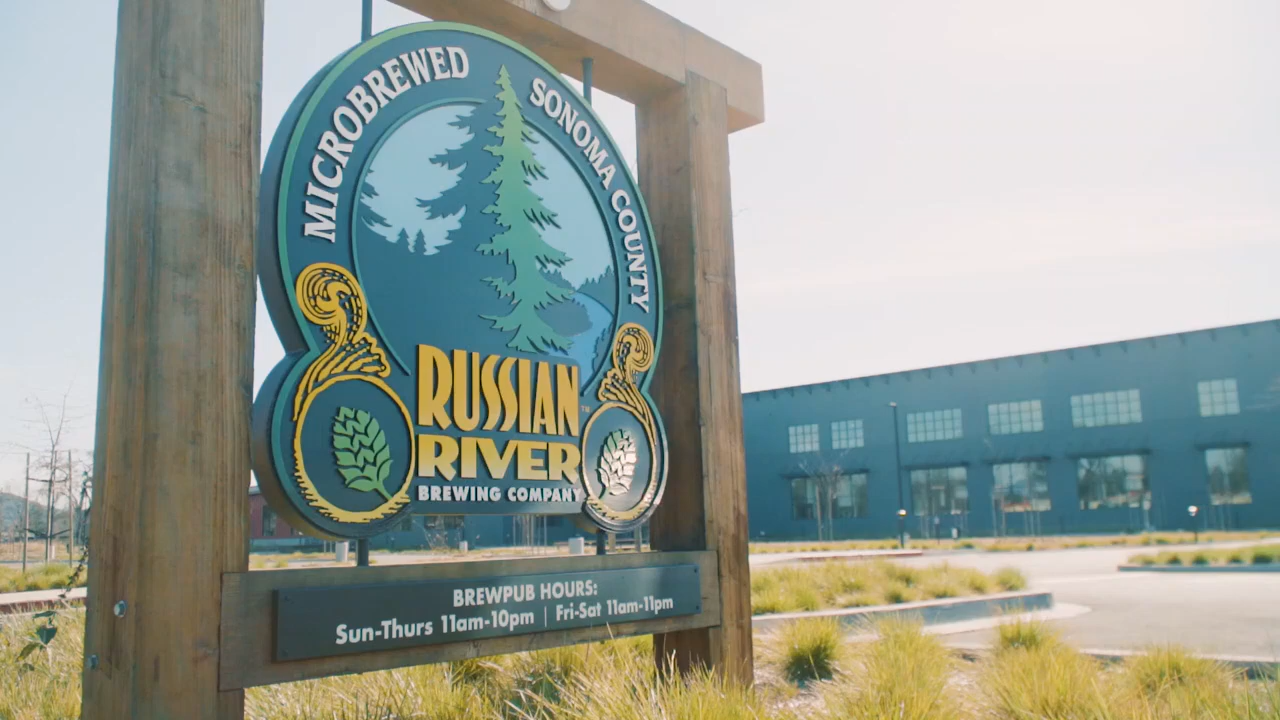 MICROBREWED
SONOMA COUNTY
RUSSIAN
RIVER
BREWING COMPANY
BREWPUB HOURS:
Sun-Thurs 11am-10pm | Fri-Sat 11am-11pm